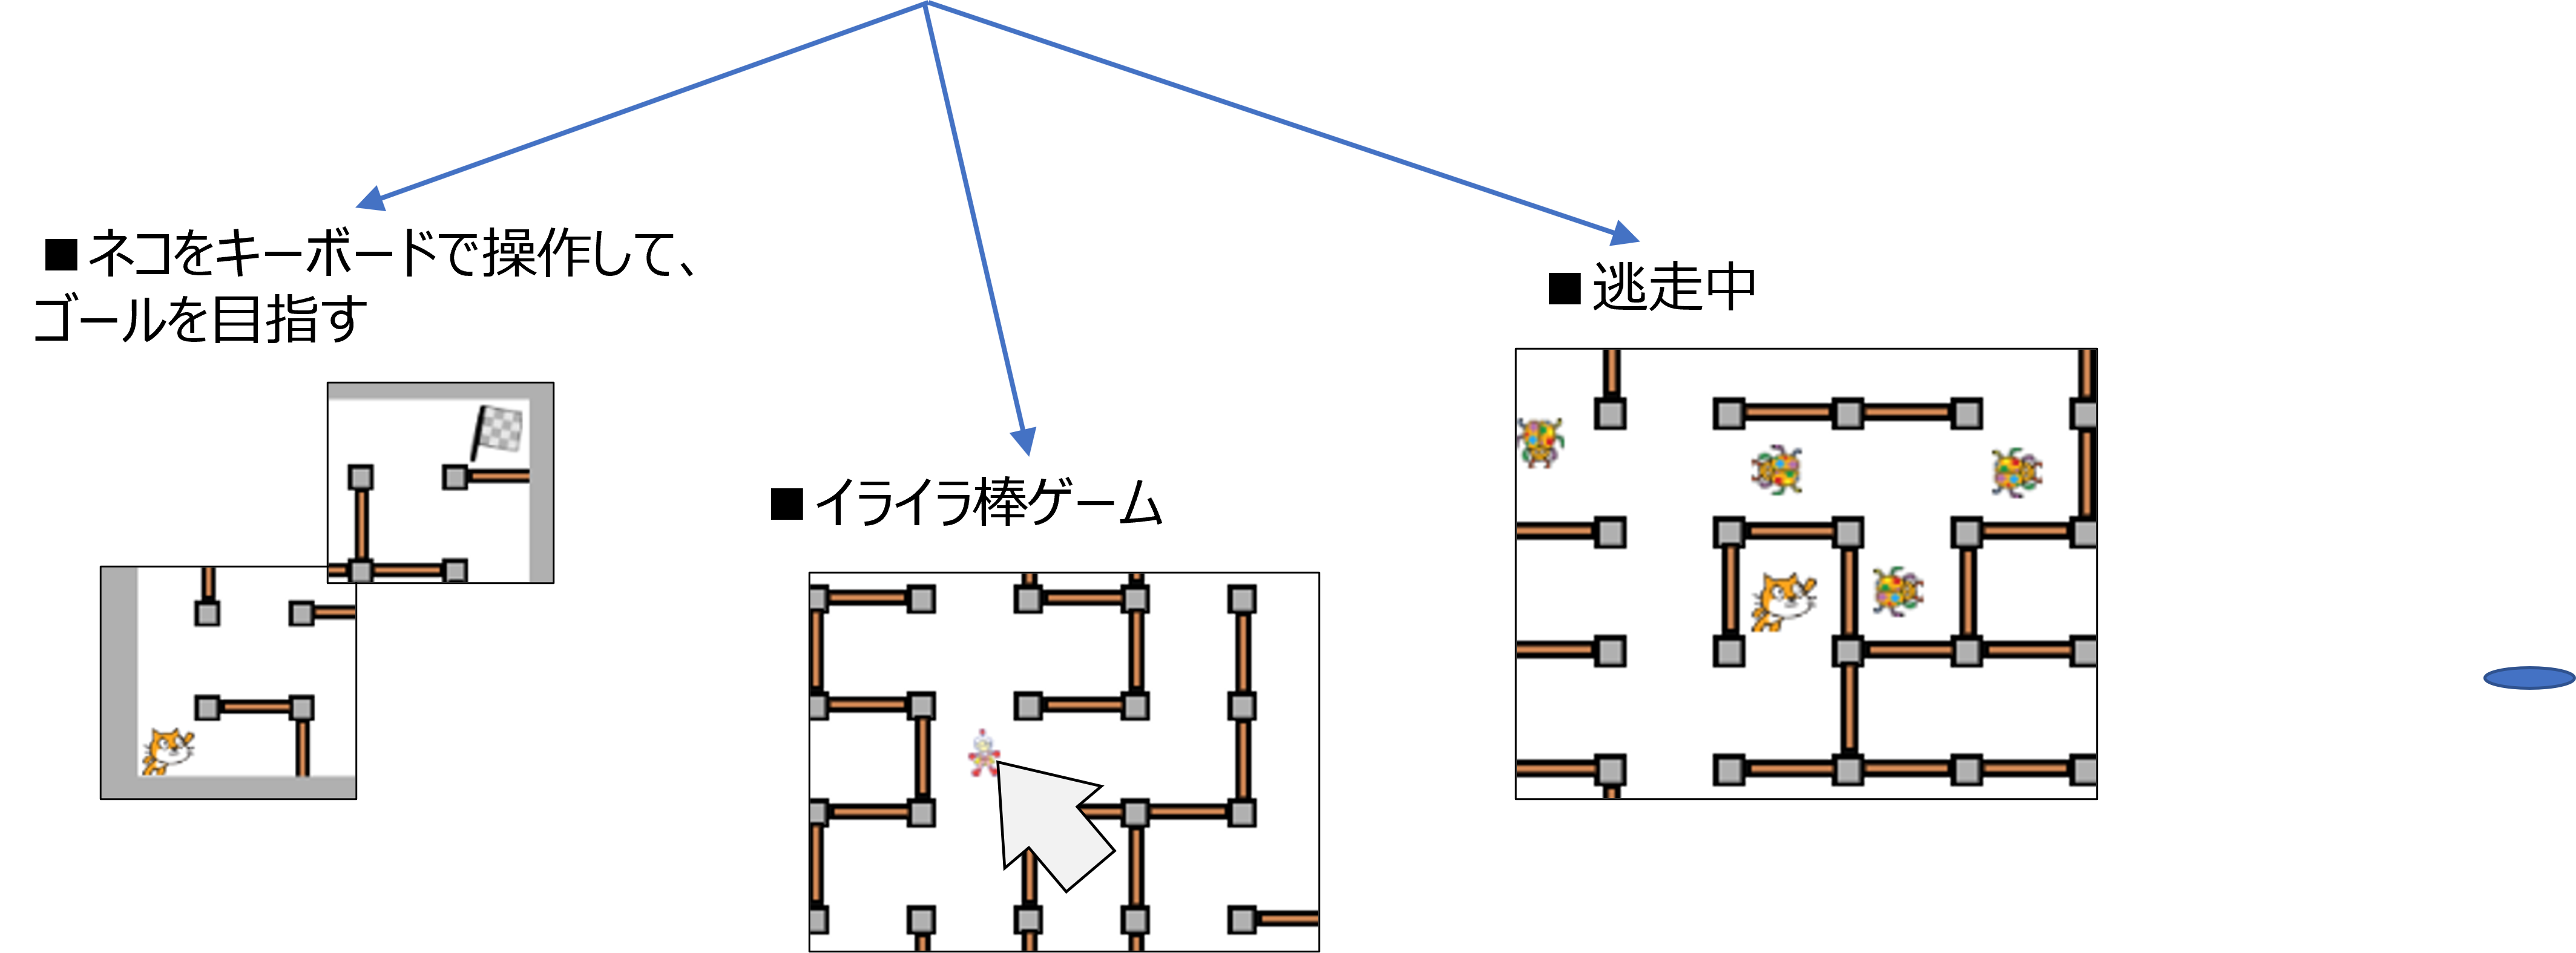 ■ネコをキーボードで操作して、
ゴールを目指す
■逃走中
■イライラ棒ゲーム